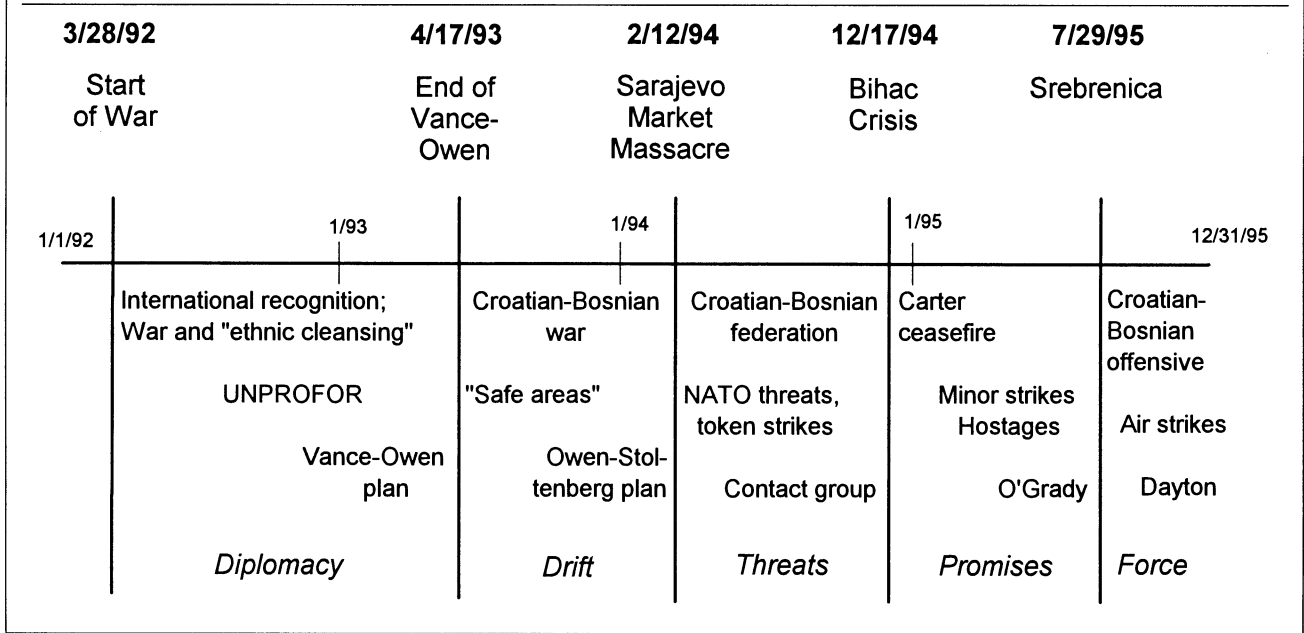 3/28/92 4/17/93 2/12/94 12/17/94 7/29/95
Start
of War
End of
Vance-
Owen
Sarajevo
Market
Massacre
Bihac
Crisis
Srebrenica
1/1/92 1/93 1/94 1/95 12/31/95
International recognition;
War and "ethnic cleansing"
UNPROFOR
Vance-Owen
plan
Diplomacy
Croatian-Bosnian
war
"Safe areas"
Owen-Stol-
tenberg plan
Drift
Croatian-Bosnian
federation
NATO threats,
token strikes
Contact group
Threats
Carter
ceasefire
Minor strikes
Hostages
O'Grady
Promises
Croatian-
Bosnian
offensive
Air strikes
Dayton
Force